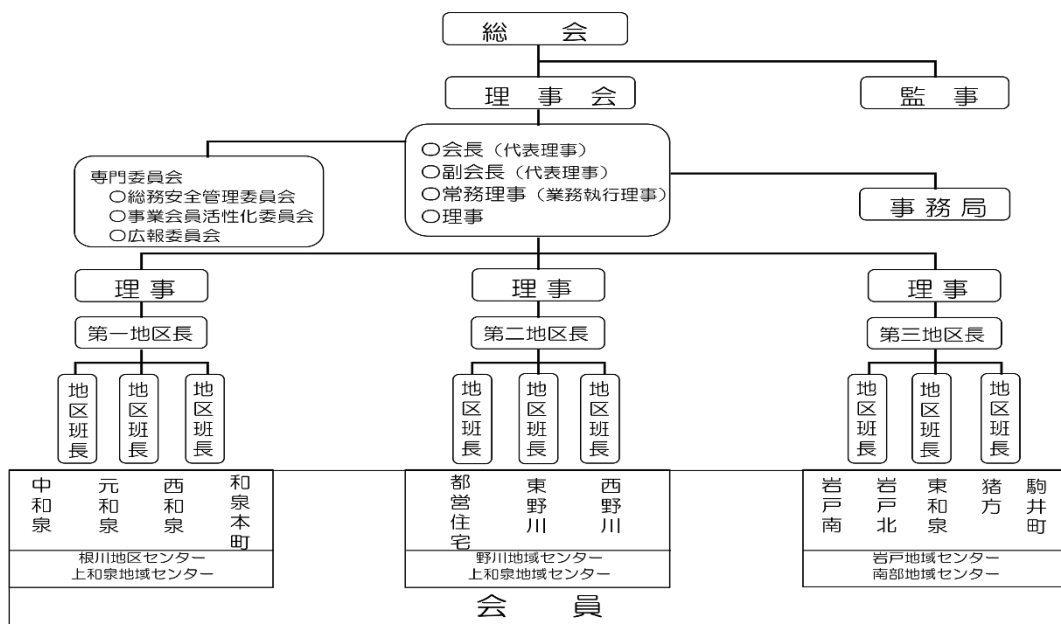 総会
理事会
監事
○会長（代表理事）
○副会長（代表理事）
○常務理事（業務執行理事）
○理事
専門委員会
○総務安全管理委員会
○事業会員活性化委員会
○広報委員会
事務局
理事
理事
理事
第一地区長
第二地区長
第三地区長
地区班長
地区班長
地区班長
地区班長
地区班長
地区班長
地区班長
地区班長
地区班長
中和泉
元和泉
西和泉
和泉本町
都営住宅
東野川
西野川
岩戸南
岩戸北
東和泉
猪方
駒井町
根川地区センター
上和泉地域センター
野川地域センター
上和泉地域センター
岩戸地域センター
南部地域センター
会員